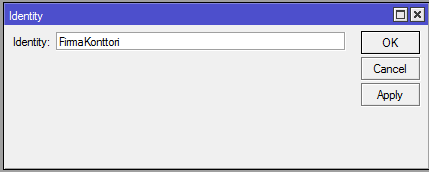 Identity
Identity: FirmaKonttori
OK
Cancel
Apply